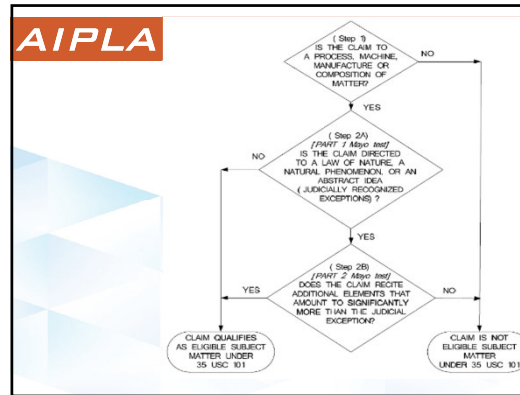 AIPLA
(Step 1)
IS THE CLAIM TO
A PROCESS, MACHINE,
MANUFACTURE OR
COMPOSITION OF
MATTER?
NO
YES
(Step 2A)
[PART 1 Mayo test]
IS THE CLAIM DIRECTED
TO A LAW OF NATURE, A
NATURAL PHENOMENON, OR AN
ABSTRACT IDEA
(JUDICIALLY RECOGNIZED
EXCEPTIONS)?
NO
YES
(Step 2B)
[PART 2 Mayo test]
DOES THE CLAIM RECITE
ADDITIONAL ELEMENTS THAT
AMOUNT TO SIGNIFICANTLY
MORE THAN THE JUDICIAL
EXCEPTION?
YES
NO
CLAIM QUALIFIES
AS ELIGIBLE SUBJECT
MATTER UNDER
35 USC 101
CLAIM IS NOT
ELIGIBLE SUBJECT
MATTER
UNDER 35 USC 101